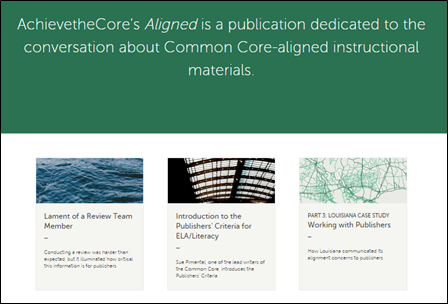 AchievetheCore's Aligned is a publication dedicated to the
conversation about Common Core-aligned instructional
materials.
Lament of a Review Team
Member
–
Conducting a review was harder than
expected, but it illuminated how critical
this information is for publishers
Introduction to the
Publishers' Criteria for
ELA/Literacy
–
Sue Pimentel, one of the lead writers of
the Common Core, introduces the
Publishers' Criteria
PART 3: LOUISIANA CASE STUDY
Working with Publishers
–
How Louisiana communicated its
alignment concerns to publishers